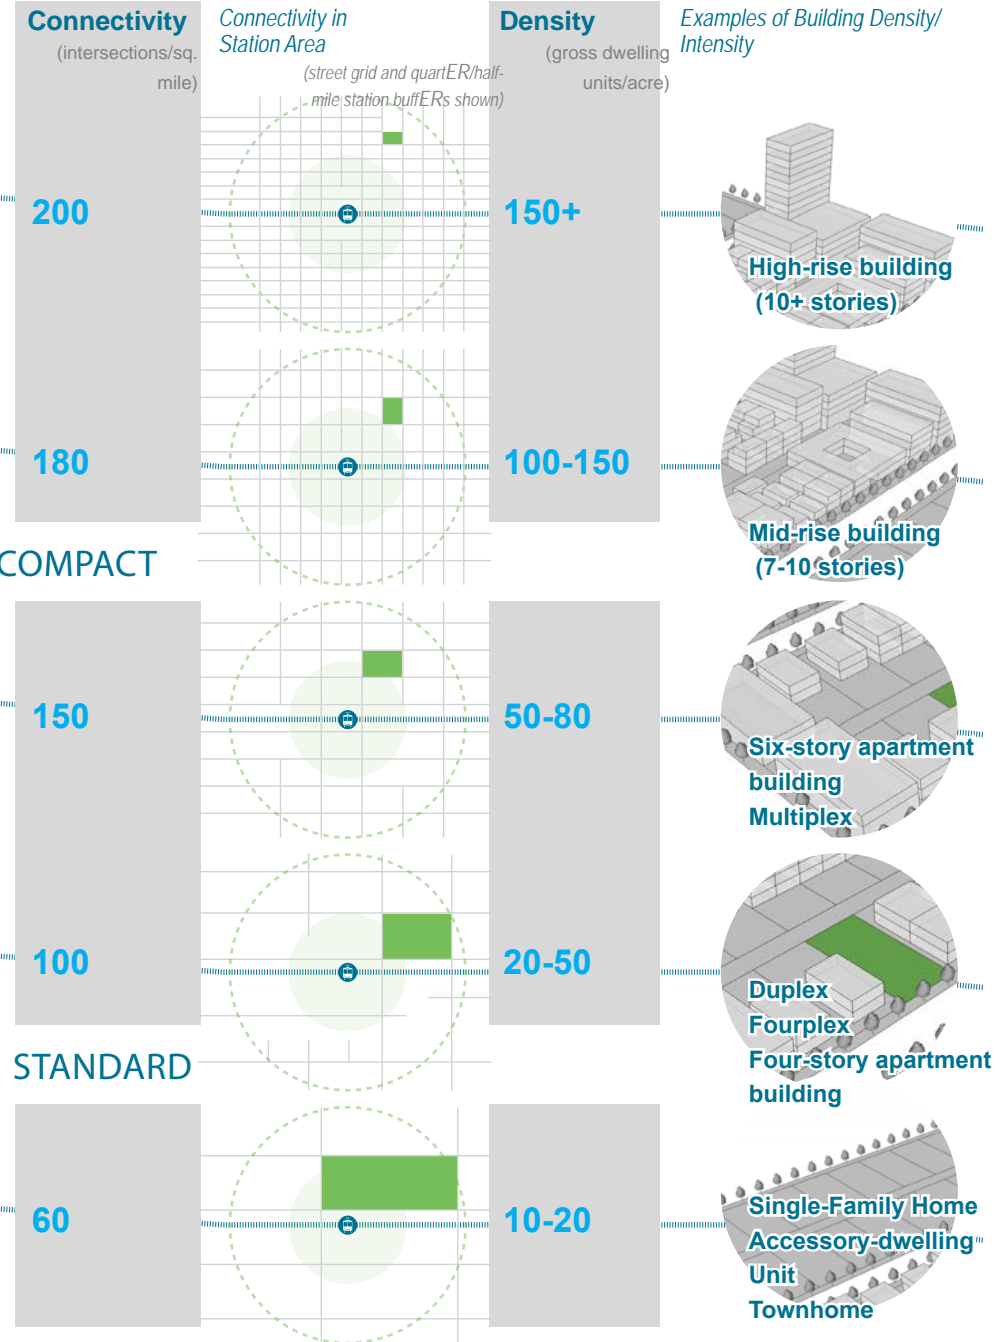 Connectivity
(intersections/sq.
mile)
Connectivity in
Station Area
(street grid and quartER/half-
mile station buffERs shown)
Density
(gross dwelling
units/acre)
Examples of Building Density/
Intensity
200
150+
High-rise building
(10+ stories)
180
100-150
Mid-rise building
(7-10 stories)
COMPACT
150
50-80
Six-story apartment
building
Multiplex
100
20-50
Duplex
Fourplex
Four-story apartment
building
STANDARD
60
10-20
Single-Family Home
Accessory-dwelling
Unit
Townhome